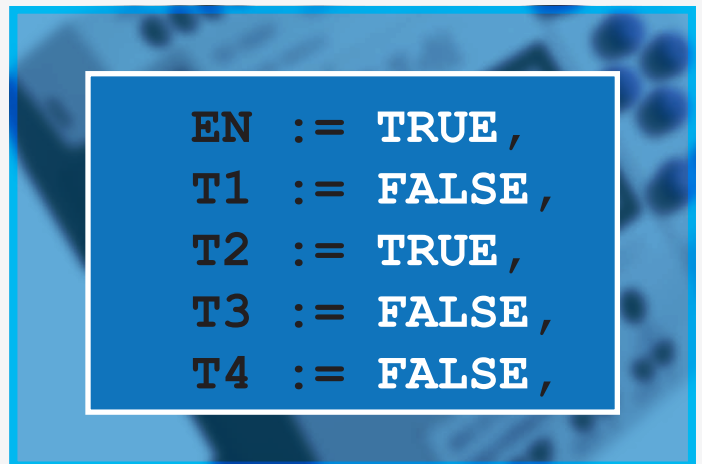 EN := TRUE,
T1 := FALSE,
T2 := TRUE,
T3 := FALSE,
T4 := FALSE,